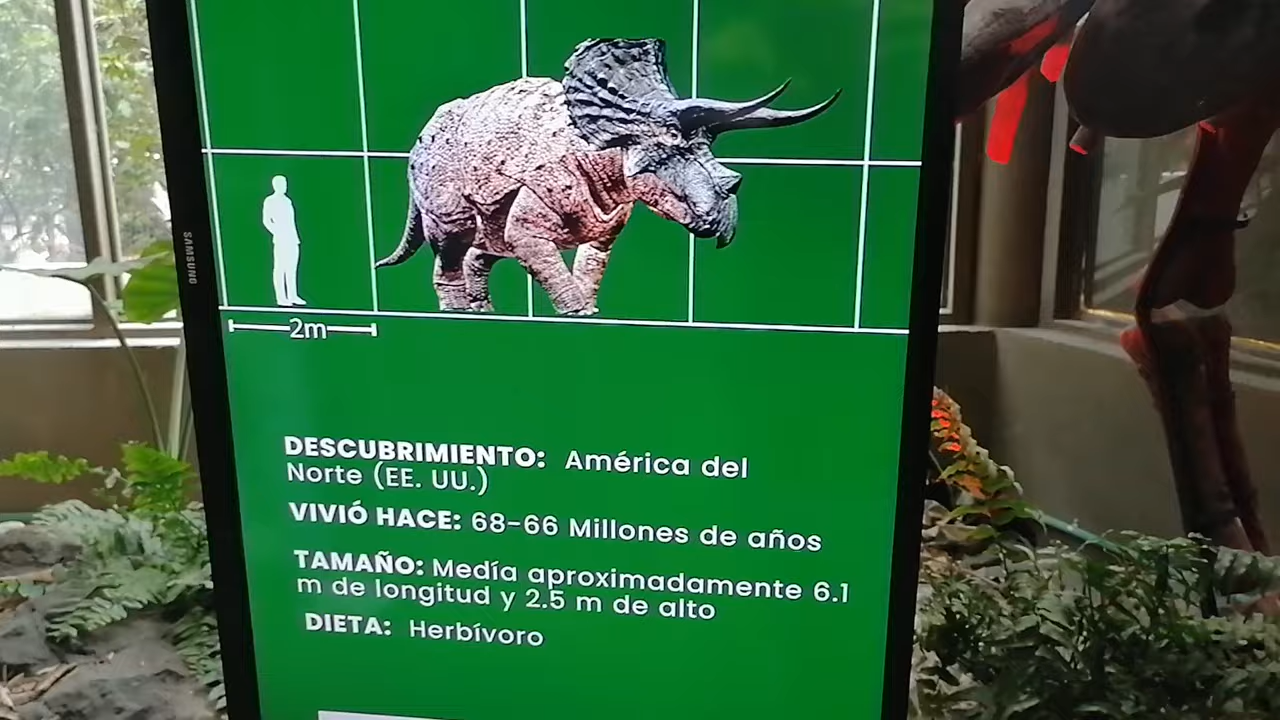 SAMSUNG
2m
DESCUBRIMIENTO: América del
Norte (EE. UU.)
VIVIÓ HACE: 68-66 Millones de años
TAMAÑO: Medía aproximadamente 6.1
m de longitud y 2.5 m de alto
DIETA: Herbívoro